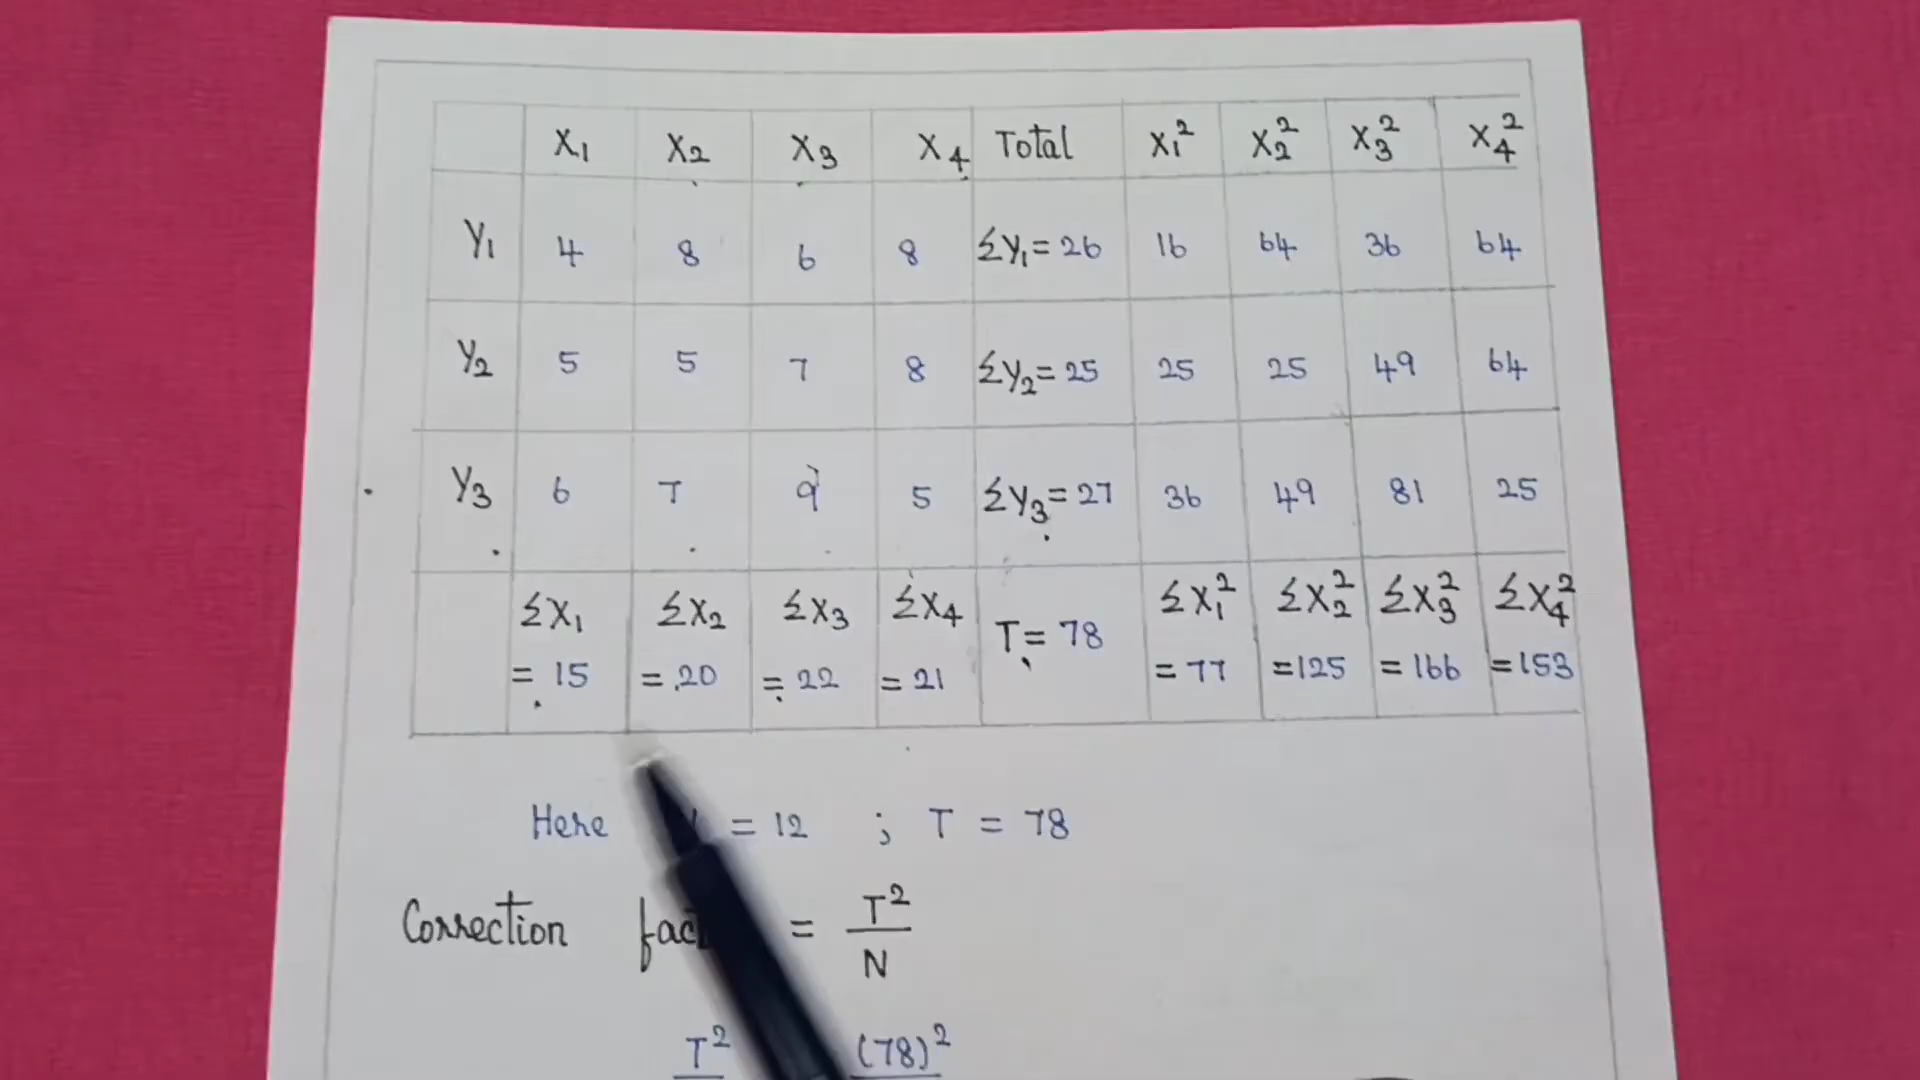 X₁ X₂ X₃ X₄ Total X₁² X₂² X₃² X₄²
Y₁ 4 8 6 8 ΣY₁= 26 16 64 36 64
Y₂ 5 5 7 8 ΣY₂= 25 25 25 49 64
Y₃ 6 7 9 5 ΣY₃= 27 36 49 81 25
ΣX₁ ΣX₂ ΣX₃ ΣX₄ T= 78 ΣX₁² ΣX₂² ΣX₃² ΣX₄²
= 15 = 20 = 22 = 21 = 77 =125 = 166 =153
Here = 12 ; T = 78
Correction = T²
N
T² (78)²